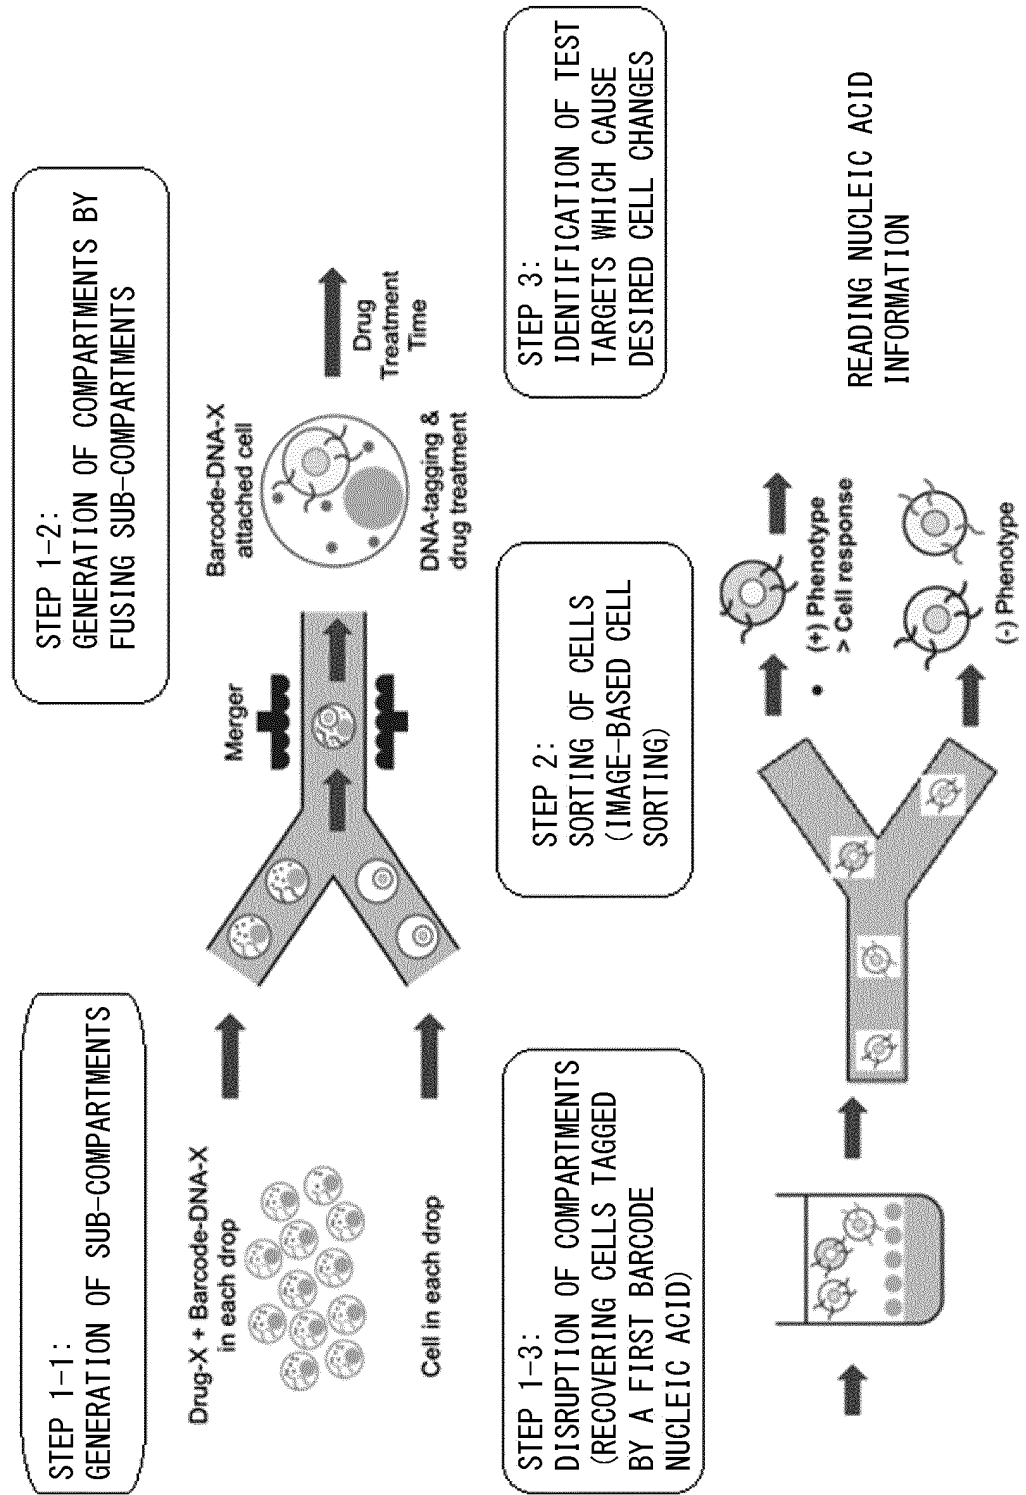 STEP 1-1:
GENERATION OF SUB-COMPARTMENTS
Drug-X + Barcode-DNA-X
in each drop
Cell in each drop
STEP 1-2:
GENERATION OF COMPARTMENTS BY
FUSING SUB-COMPARTMENTS
Merger
Barcode-DNA-X
attached cell
DNA-tagging &
drug treatment
Drug
Treatment
Time
STEP 1-3:
DISRUPTION OF COMPARTMENTS
(RECOVERING CELLS TAGGED
BY A FIRST BARCODE
NUCLEIC ACID)
STEP 2:
SORTING OF CELLS
(IMAGE-BASED CELL
SORTING)
• (+) Phenotype
> Cell response
(-) Phenotype
STEP 3:
IDENTIFICATION OF TEST
TARGETS WHICH CAUSE
DESIRED CELL CHANGES
READING NUCLEIC ACID
INFORMATION